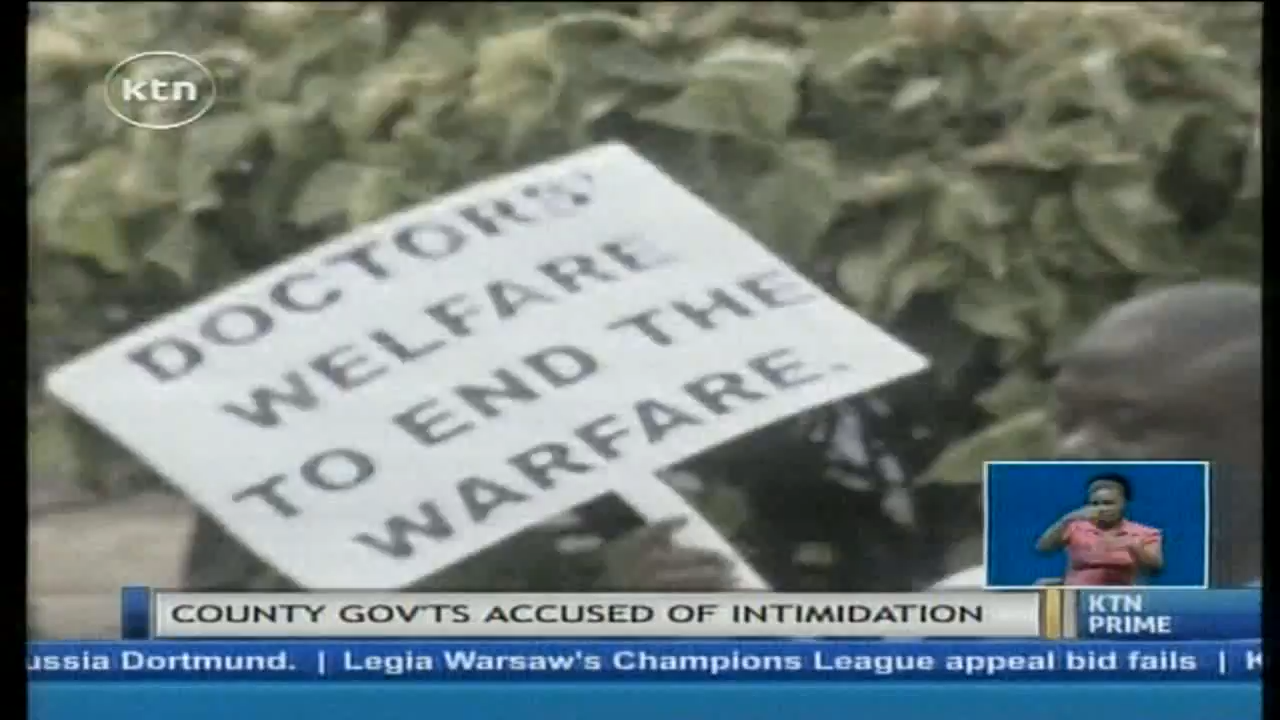 ktn
DOCTORS'
WELFARE
TO END THE
WARFARE.
COUNTY GOV'TS ACCUSED OF INTIMIDATION
KTN
PRIME
ussia Dortmund. | Legia Warsaw's Champions League appeal bid fails | K